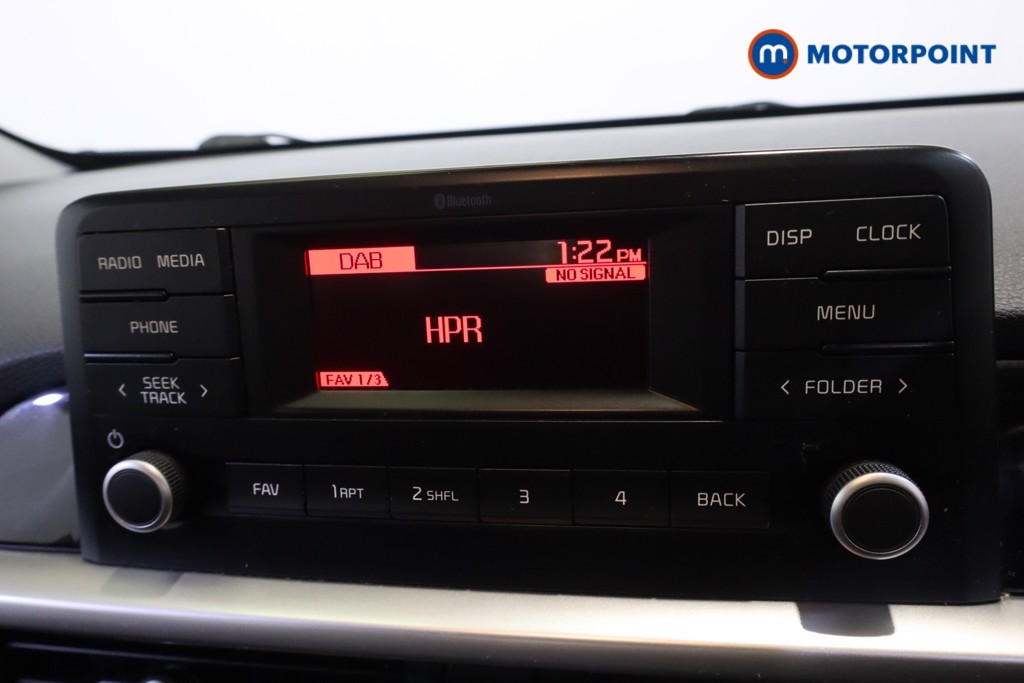 m MOTORPOINT
Bluetooth
RADIO MEDIA
PHONE
< SEEK TRACK >
DAB
1:22 PM
NO SIGNAL
HPR
FAV 1/3
DISP CLOCK
MENU
< FOLDER >
FAV
1 RPT
2 SHFL
3
4
BACK